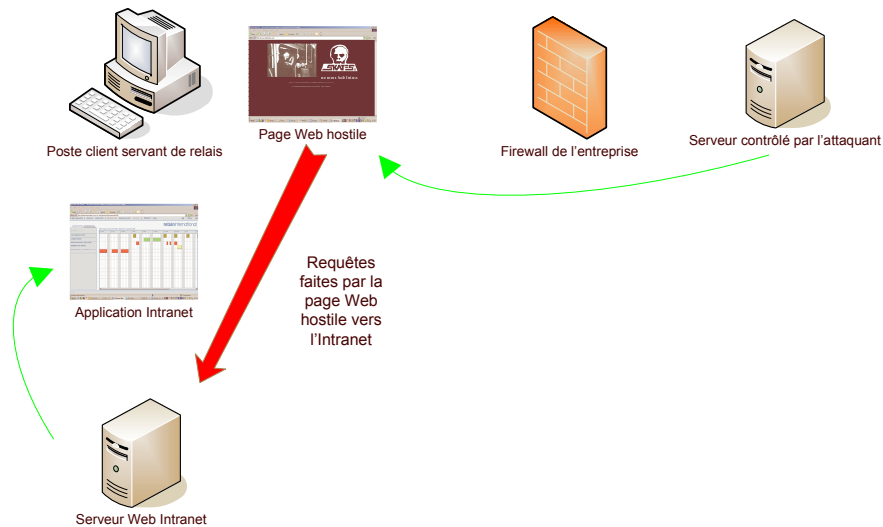 SKATES
Poste client servant de relais
Page Web hostile
Firewall de l'entreprise
Serveur contrôlé par l'attaquant
Requêtes
faites par la
page Web
hostile vers
l'Intranet
Application Intranet
Serveur Web Intranet